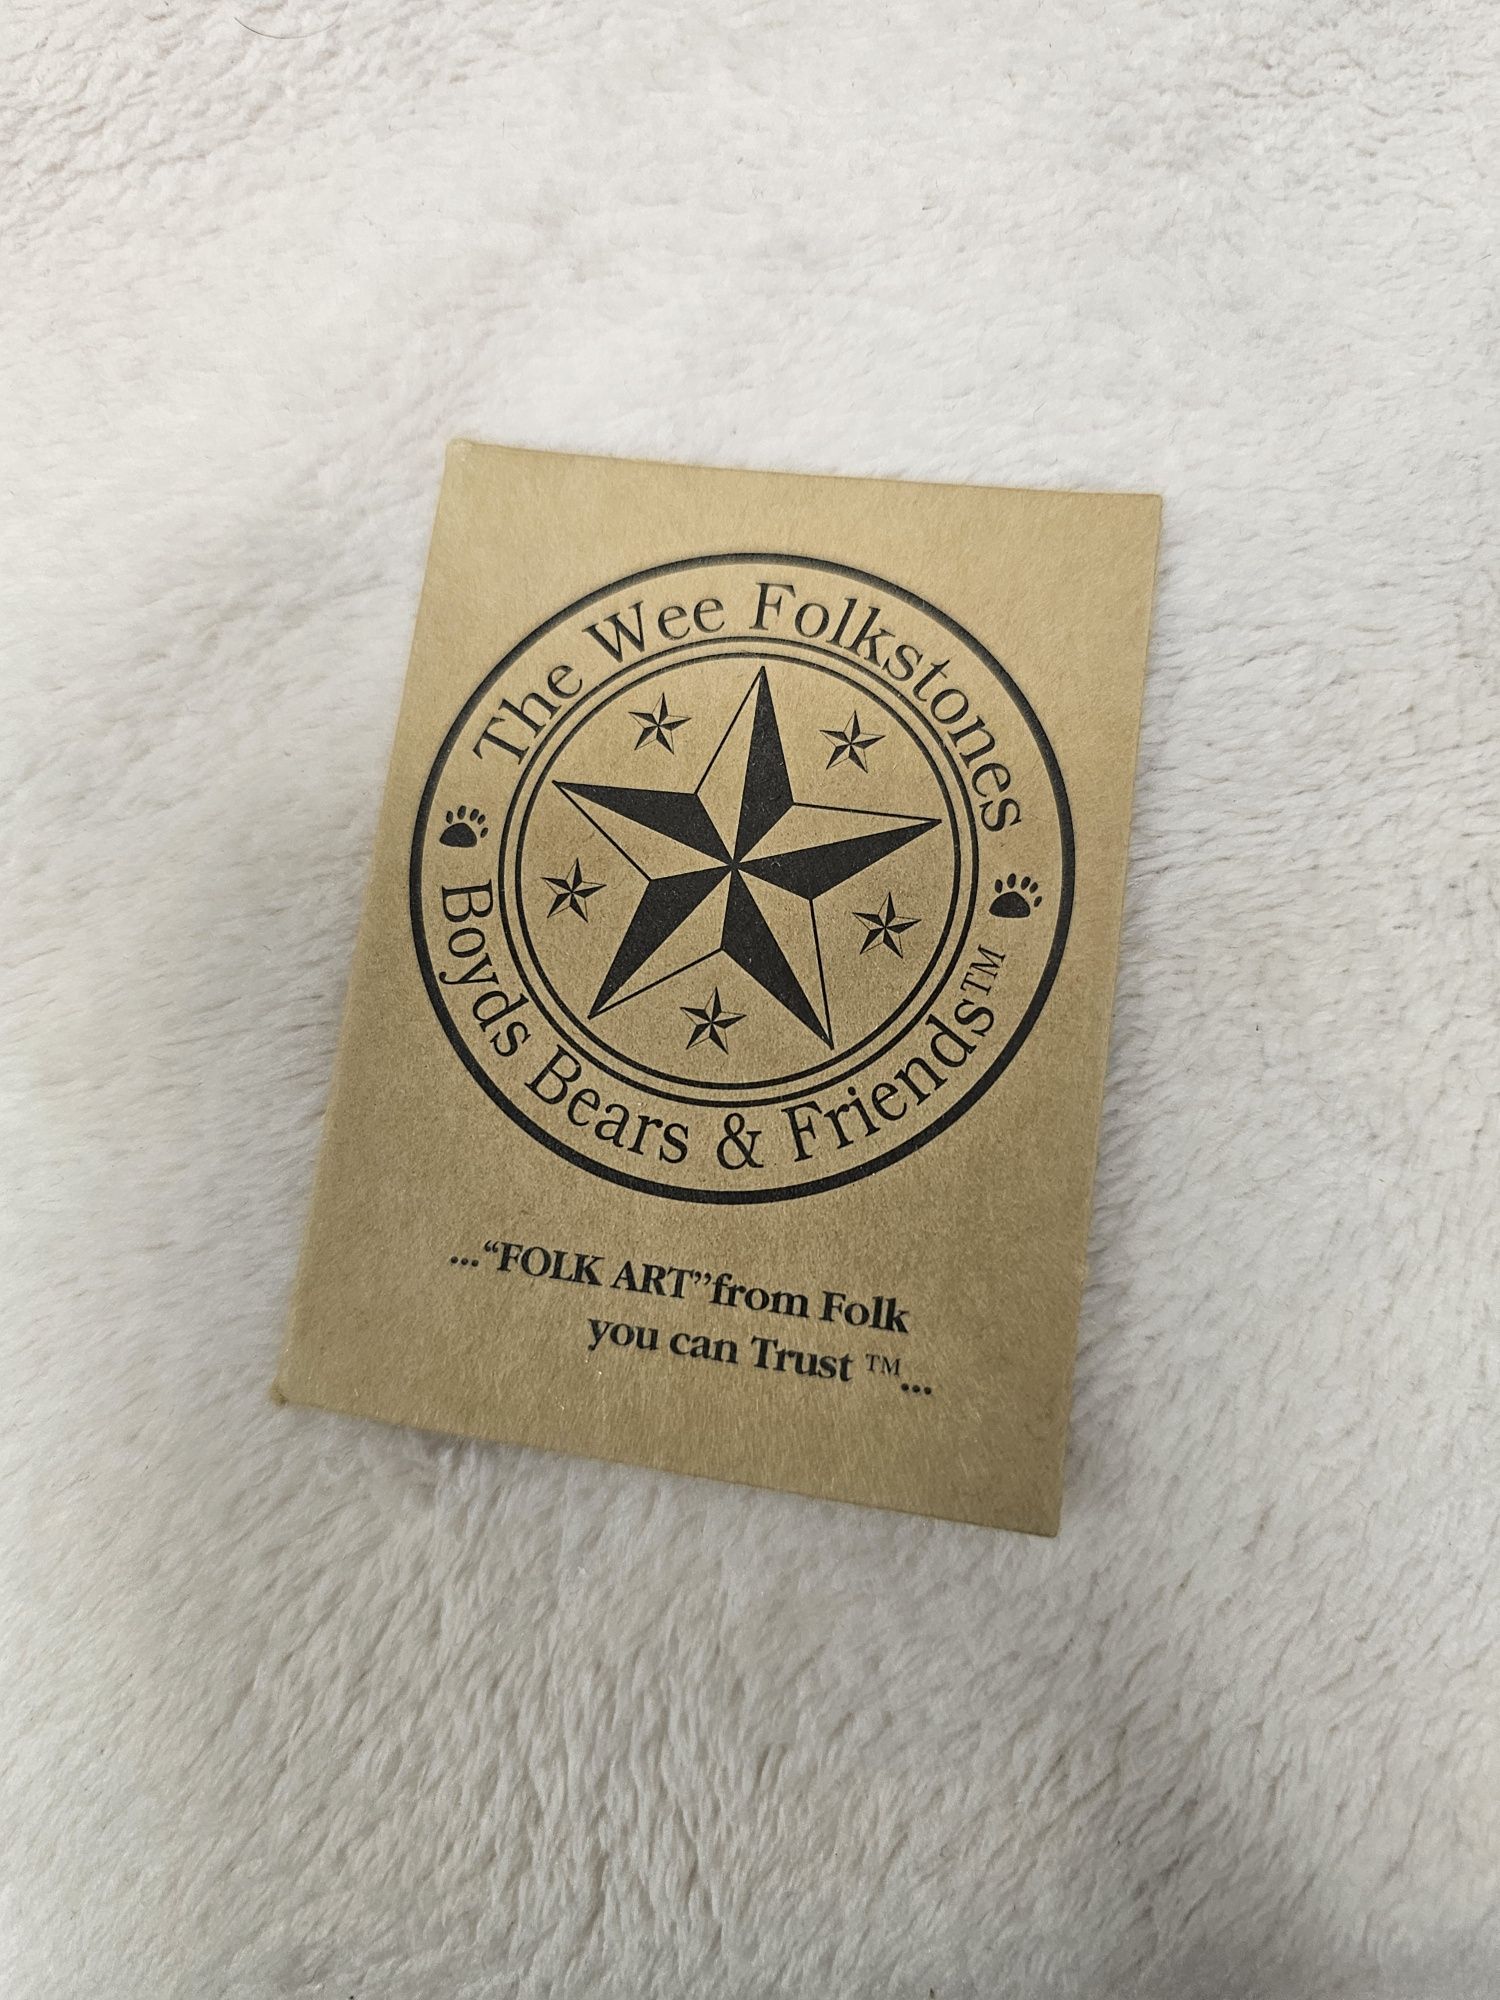 The Wee Folkstones
Boyds Bears & Friends™
..."FOLK ART"from Folk
you can Trust ™...